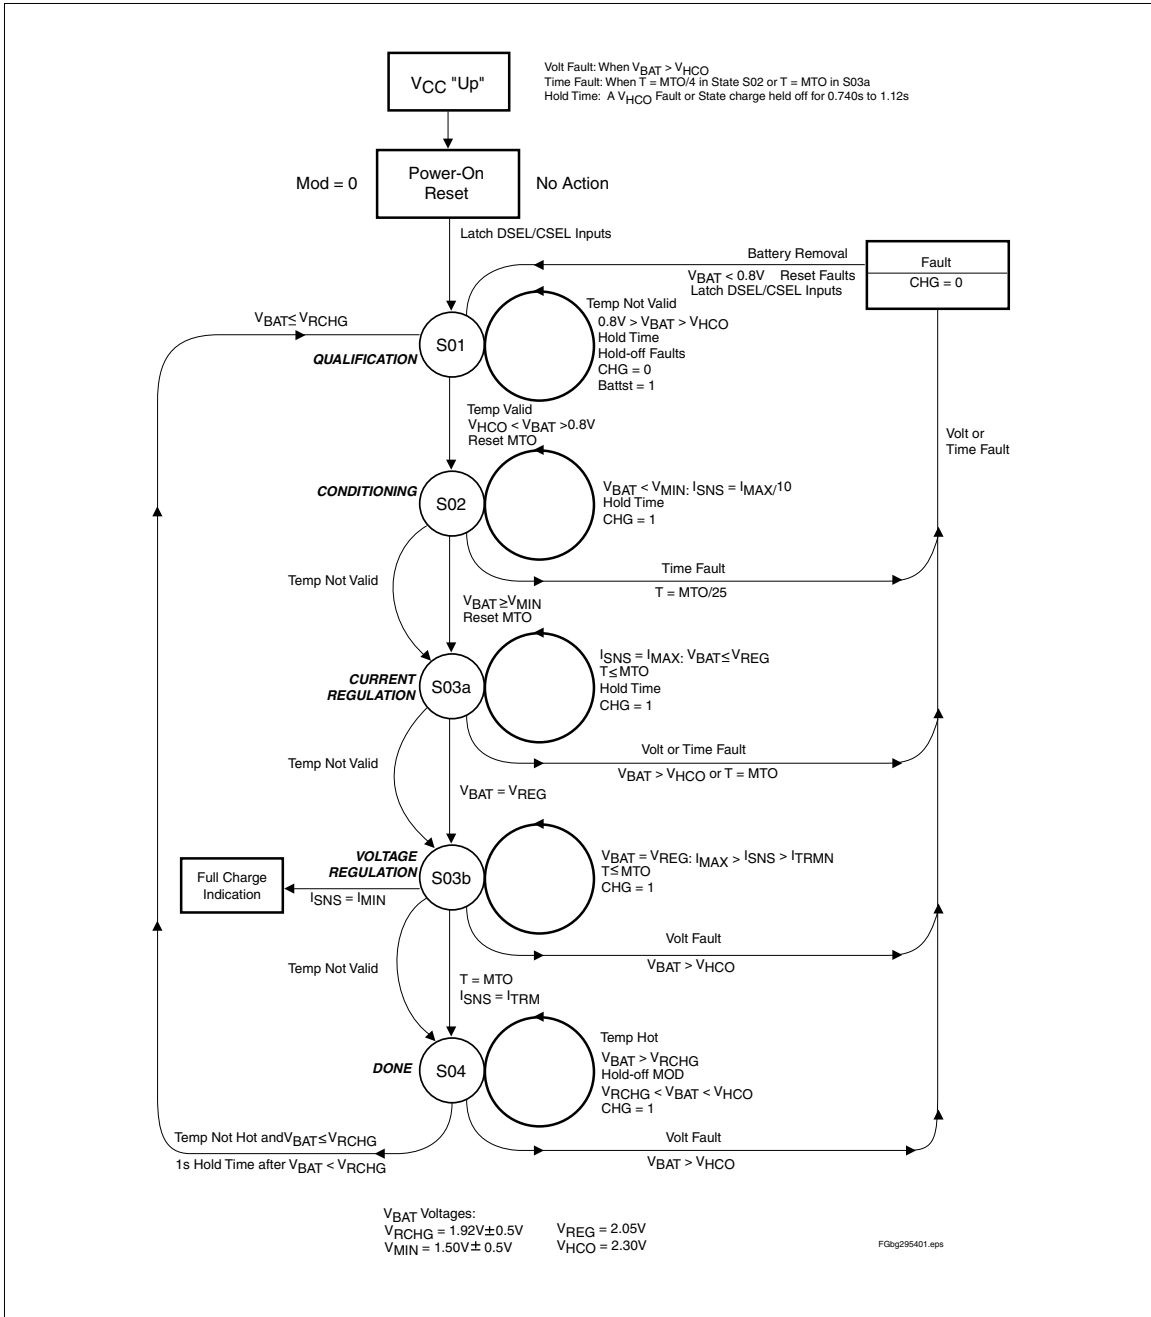 VCC "Up"
Volt Fault: When VBAT > VHCO
Time Fault: When T = MTO/4 in State S02 or T = MTO in S03a
Hold Time: A VHCO Fault or State charge held off for 0.740s to 1.12s
Mod = 0
Power-On
Reset
No Action
Latch DSEL/CSEL Inputs
Battery Removal
VBAT < 0.8V Reset Faults
Latch DSEL/CSEL Inputs
Fault
CHG = 0
VBAT ≤ VRCHG
S01
QUALIFICATION
Temp Not Valid
0.8V > VBAT > VHCO
Hold Time
Hold-off Faults
CHG = 0
Battst = 1
Temp Valid
VHCO < VBAT >0.8V
Reset MTO
Volt or
Time Fault
CONDITIONING
S02
VBAT < VMIN: ISNS = IMAX/10
Hold Time
CHG = 1
Time Fault
T = MTO/25
Temp Not Valid
VBAT ≥VMIN
Reset MTO
CURRENT
REGULATION
S03a
ISNS = IMAX: VBAT ≤ VREG
T ≤ MTO
Hold Time
CHG = 1
Volt or Time Fault
VBAT > VHCO or T = MTO
Temp Not Valid
VBAT = VREG
VOLTAGE
REGULATION
S03b
VBAT = VREG: IMAX > ISNS > ITRMN
T ≤ MTO
CHG = 1
Full Charge
Indication
ISNS = IMIN
Volt Fault
VBAT > VHCO
Temp Not Valid
T = MTO
ISNS = ITRM
DONE
S04
Temp Hot
VBAT > VRCHG
Hold-off MOD
VRCHG < VBAT < VHCO
CHG = 1
Volt Fault
VBAT > VHCO
Temp Not Hot andVBAT ≤ VRCHG
1s Hold Time after VBAT < VRCHG
VBAT Voltages:
VRCHG = 1.92V±0.5V VREG = 2.05V
VMIN = 1.50V± 0.5V VHCO = 2.30V
FGbg295401.eps